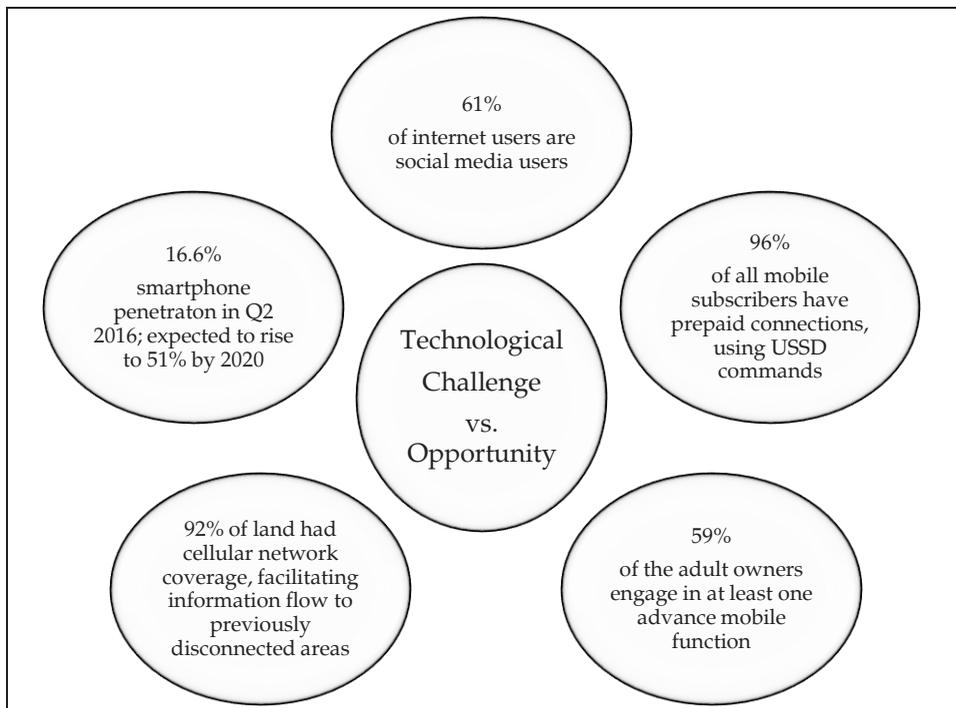 61%
of internet users are
social media users
16.6%
smartphone
penetraton in Q2
2016; expected to rise
to 51% by 2020
96%
of all mobile
subscribers have
prepaid connections,
using USSD
commands
Technological
Challenge
vs.
Opportunity
92% of land had
cellular network
coverage, facilitating
information flow to
previously
disconnected areas
59%
of the adult owners
engage in at least one
advance mobile
function